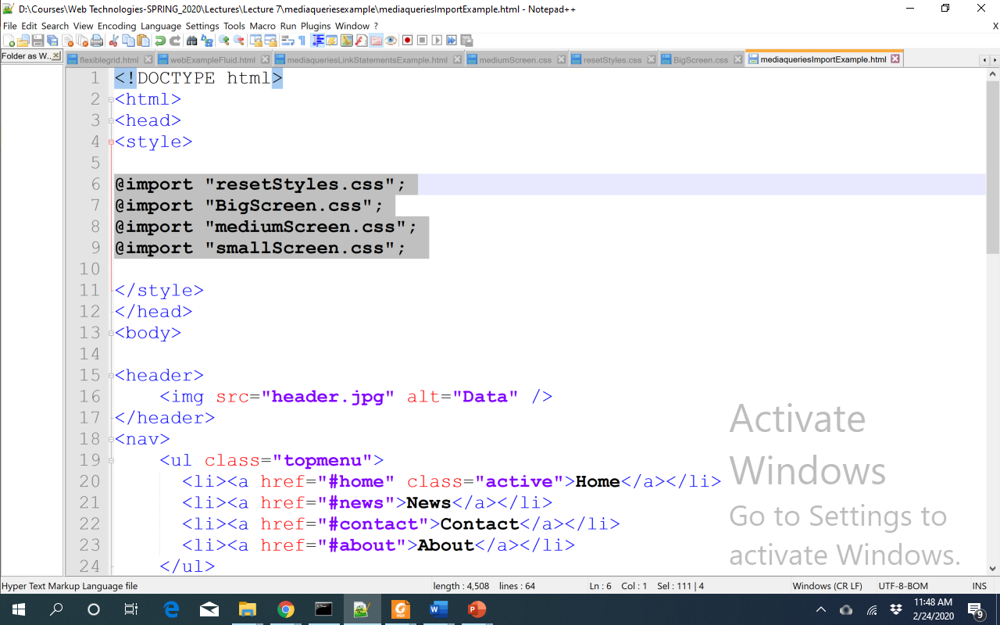 D:\Courses\Web Technologies-SPRING_2020\Lectures\Lecture 7\mediaqueriesexample\mediaqueriesImportExample.html - Notepad++
File Edit Search View Encoding Language Settings Tools Macro Run Plugins Window ? X
Folder as W..
flexiblegrid.html webExampleFluid.html mediaqueriesLinkStatementsExample.html mediumScreen.css resetStyles.css BigScreen.css mediaqueriesImportExample.html
1 <!DOCTYPE html>
2 <html>
3 <head>
4 <style>
5
6 @import "resetStyles.css";
7 @import "BigScreen.css";
8 @import "mediumScreen.css";
9 @import "smallScreen.css";
10
11 </style>
12 </head>
13 <body>
14
15 <header>
16 <img src="header.jpg" alt="Data" />
17 </header>
18 <nav>
19 <ul class="topmenu">
20 <li><a href="#home" class="active">Home</a></li>
21 <li><a href="#news">News</a></li>
22 <li><a href="#contact">Contact</a></li>
23 <li><a href="#about">About</a></li>
24 </ul>
Activate
Windows
Go to Settings to
activate Windows.
Hyper Text Markup Language file length : 4,508 lines : 64 Ln : 6 Col : 1 Sel : 111 | 4 Windows (CR LF) UTF-8-BOM INS
11:48 AM
2/24/2020
9